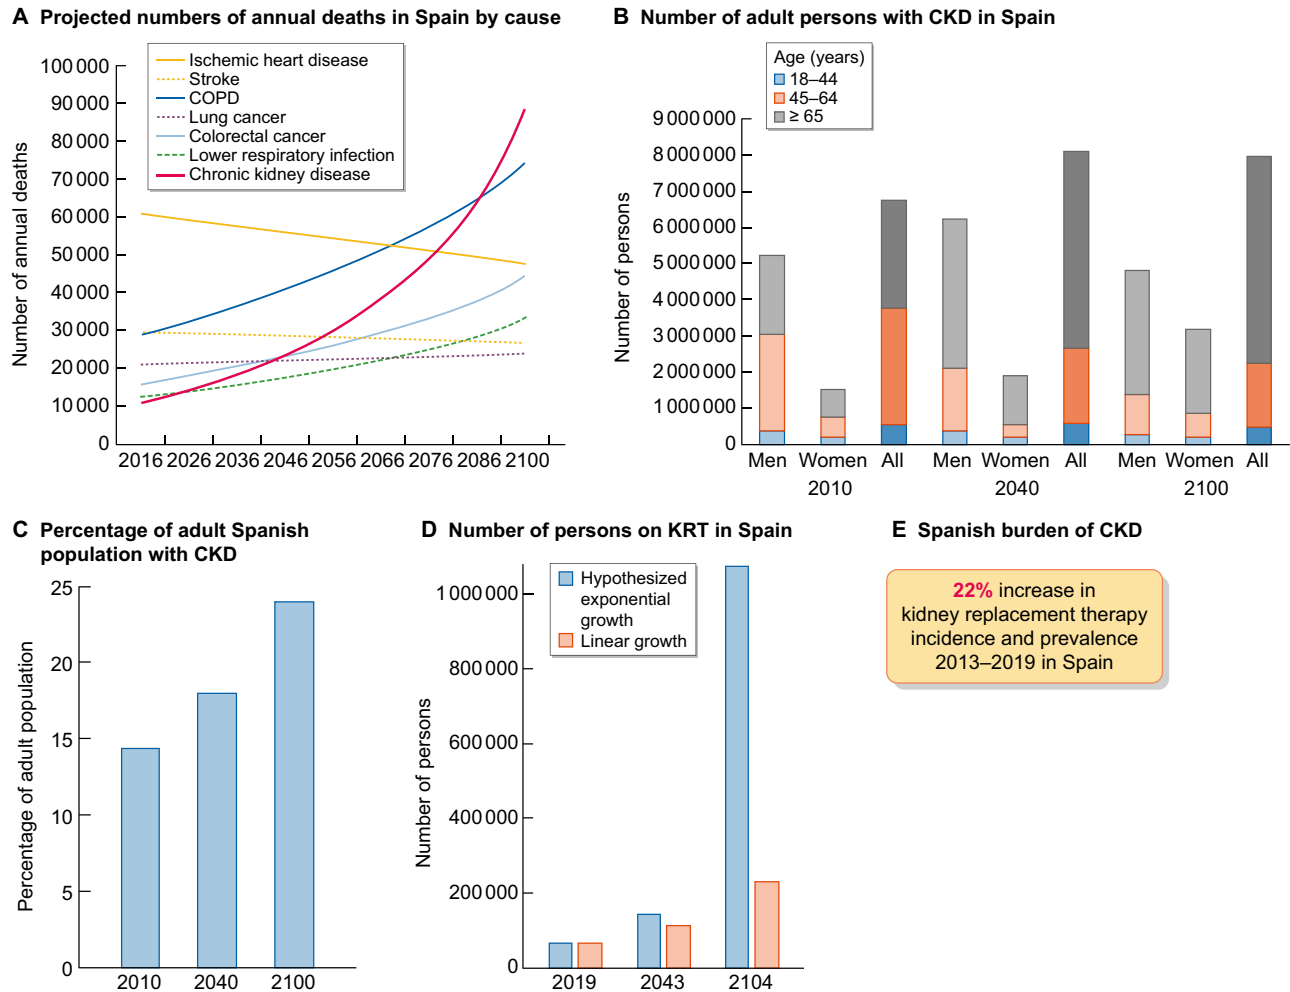 A Projected numbers of annual deaths in Spain by cause
Number of annual deaths
100 000
90 000
80 000
70 000
60 000
50 000
40 000
30 000
20 000
10 000
0
Ischemic heart disease
Stroke
COPD
Lung cancer
Colorectal cancer
Lower respiratory infection
Chronic kidney disease
2016 2026 2036 2046 2056 2066 2076 2086 2100
B Number of adult persons with CKD in Spain
Age (years)
18–44
45–64
≥ 65
Number of persons
9 000 000
8 000 000
7 000 000
6 000 000
5 000 000
4 000 000
3 000 000
2 000 000
1 000 000
0
Men Women All Men Women All Men Women All
2010 2040 2100
C Percentage of adult Spanish
population with CKD
Percentage of adult population
25
20
15
10
5
0
2010 2040 2100
D Number of persons on KRT in Spain
Hypothesized
exponential
growth
Linear growth
Number of persons
1 000 000
800 000
600 000
400 000
200 000
0
2019 2043 2104
E Spanish burden of CKD
22% increase in
kidney replacement therapy
incidence and prevalence
2013–2019 in Spain